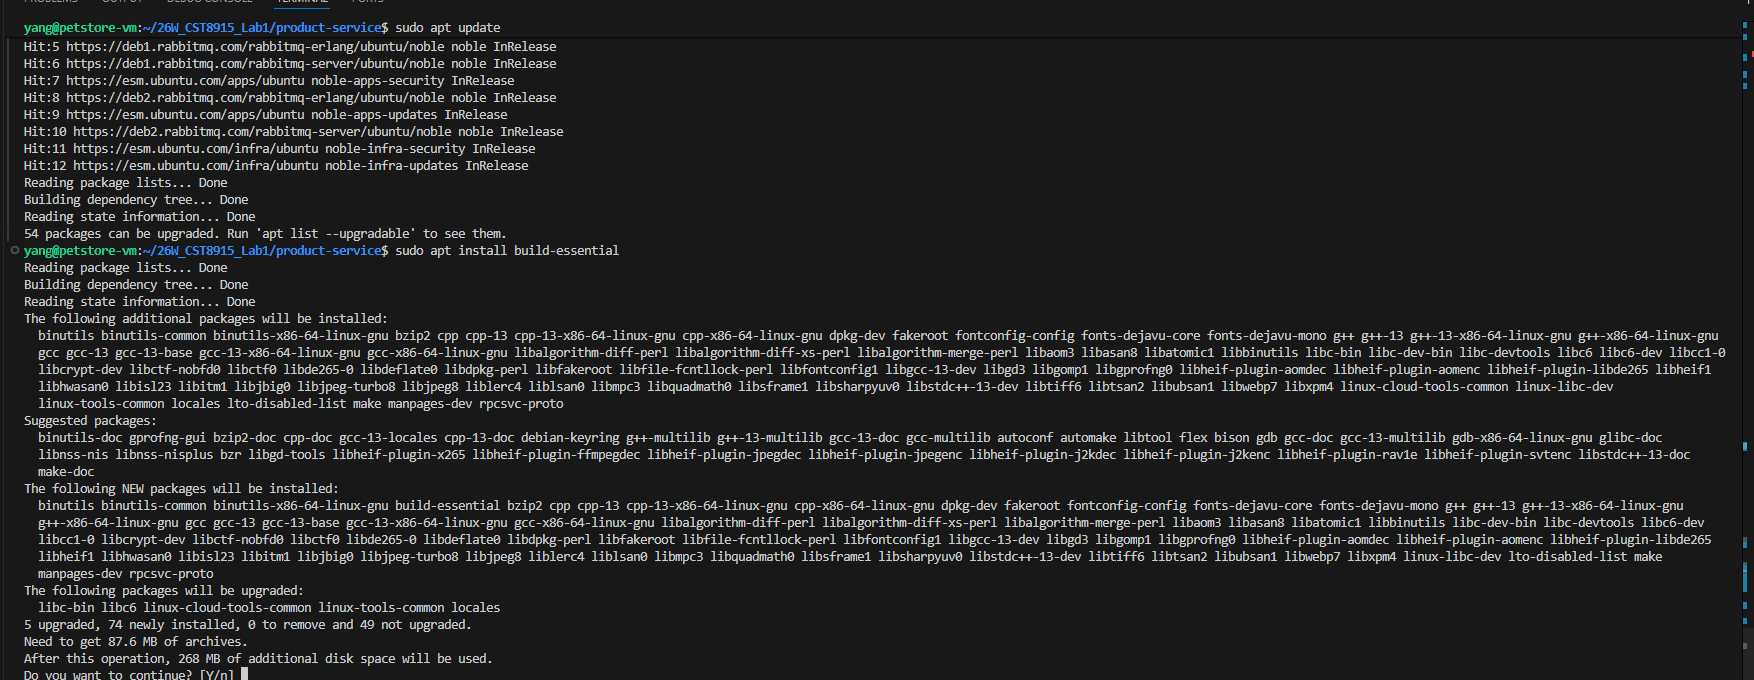 PROBLEMS OUTPUT DEBUG CONSOLE TERMINAL PORTS
yang@petstore-vm:~/26W_CST8915_Lab1/product-service$ sudo apt update
Hit:5 https://deb1.rabbitmq.com/rabbitmq-erlang/ubuntu/noble noble InRelease
Hit:6 https://deb1.rabbitmq.com/rabbitmq-server/ubuntu/noble noble InRelease
Hit:7 https://esm.ubuntu.com/apps/ubuntu noble-apps-security InRelease
Hit:8 https://deb2.rabbitmq.com/rabbitmq-erlang/ubuntu/noble noble InRelease
Hit:9 https://esm.ubuntu.com/apps/ubuntu noble-apps-updates InRelease
Hit:10 https://deb2.rabbitmq.com/rabbitmq-server/ubuntu/noble noble InRelease
Hit:11 https://esm.ubuntu.com/infra/ubuntu noble-infra-security InRelease
Hit:12 https://esm.ubuntu.com/infra/ubuntu noble-infra-updates InRelease
Reading package lists... Done
Building dependency tree... Done
Reading state information... Done
54 packages can be upgraded. Run 'apt list --upgradable' to see them.
yang@petstore-vm:~/26W_CST8915_Lab1/product-service$ sudo apt install build-essential
Reading package lists... Done
Building dependency tree... Done
Reading state information... Done
The following additional packages will be installed:
binutils binutils-common binutils-x86-64-linux-gnu bzip2 cpp cpp-13 cpp-13-x86-64-linux-gnu cpp-x86-64-linux-gnu dpkg-dev fakeroot fontconfig-config fonts-dejavu-core fonts-dejavu-mono g++ g++-13 g++-13-x86-64-linux-gnu g++-x86-64-linux-gnu
gcc gcc-13 gcc-13-base gcc-13-x86-64-linux-gnu gcc-x86-64-linux-gnu libalgorithm-diff-perl libalgorithm-diff-xs-perl libalgorithm-merge-perl libaom3 libasan8 libatomic1 libbinutils libc-bin libc-dev-bin libc-devtools libc6 libc6-dev libcc1-0
libcrypt-dev libctf-nobfd0 libctf0 libde265-0 libdeflate0 libdpkg-perl libfakeroot libfile-fcntllock-perl libfontconfig1 libgcc-13-dev libgd3 libgomp1 libgprofng0 libheif-plugin-aomdec libheif-plugin-aomenc libheif-plugin-libde265 libheif1
libhwasan0 libisl23 libitm1 libjbig0 libjpeg-turbo8 libjpeg8 liblerc4 liblsan0 libmpc3 libquadmath0 libsframe1 libsharpyuv0 libstdc++-13-dev libtiff6 libtsan2 libubsan1 libwebp7 libxpm4 linux-cloud-tools-common linux-libc-dev
linux-tools-common locales lto-disabled-list make manpages-dev rpcsvc-proto
Suggested packages:
binutils-doc gprofng-gui bzip2-doc cpp-doc gcc-13-locales cpp-13-doc debian-keyring g++-multilib g++-13-multilib gcc-13-doc gcc-multilib autoconf automake libtool flex bison gdb gcc-doc gcc-13-multilib gdb-x86-64-linux-gnu glibc-doc
libnss-nis libnss-nisplus bzr libgd-tools libheif-plugin-x265 libheif-plugin-ffmpegdec libheif-plugin-jpegdec libheif-plugin-jpegenc libheif-plugin-j2kdec libheif-plugin-j2kenc libheif-plugin-rav1e libheif-plugin-svtenc libstdc++-13-doc
make-doc
The following NEW packages will be installed:
binutils binutils-common binutils-x86-64-linux-gnu build-essential bzip2 cpp cpp-13 cpp-13-x86-64-linux-gnu cpp-x86-64-linux-gnu dpkg-dev fakeroot fontconfig-config fonts-dejavu-core fonts-dejavu-mono g++ g++-13 g++-13-x86-64-linux-gnu
g++-x86-64-linux-gnu gcc gcc-13 gcc-13-base gcc-13-x86-64-linux-gnu gcc-x86-64-linux-gnu libalgorithm-diff-perl libalgorithm-diff-xs-perl libalgorithm-merge-perl libaom3 libasan8 libatomic1 libbinutils libc-dev-bin libc-devtools libc6-dev
libcc1-0 libcrypt-dev libctf-nobfd0 libctf0 libde265-0 libdeflate0 libdpkg-perl libfakeroot libfile-fcntllock-perl libfontconfig1 libgcc-13-dev libgd3 libgomp1 libgprofng0 libheif-plugin-aomdec libheif-plugin-aomenc libheif-plugin-libde265
libheif1 libhwasan0 libisl23 libitm1 libjbig0 libjpeg-turbo8 libjpeg8 liblerc4 liblsan0 libmpc3 libquadmath0 libsframe1 libsharpyuv0 libstdc++-13-dev libtiff6 libtsan2 libubsan1 libwebp7 libxpm4 linux-libc-dev lto-disabled-list make
manpages-dev rpcsvc-proto
The following packages will be upgraded:
libc-bin libc6 linux-cloud-tools-common linux-tools-common locales
5 upgraded, 74 newly installed, 0 to remove and 49 not upgraded.
Need to get 87.6 MB of archives.
After this operation, 268 MB of additional disk space will be used.
Do you want to continue? [Y/n]